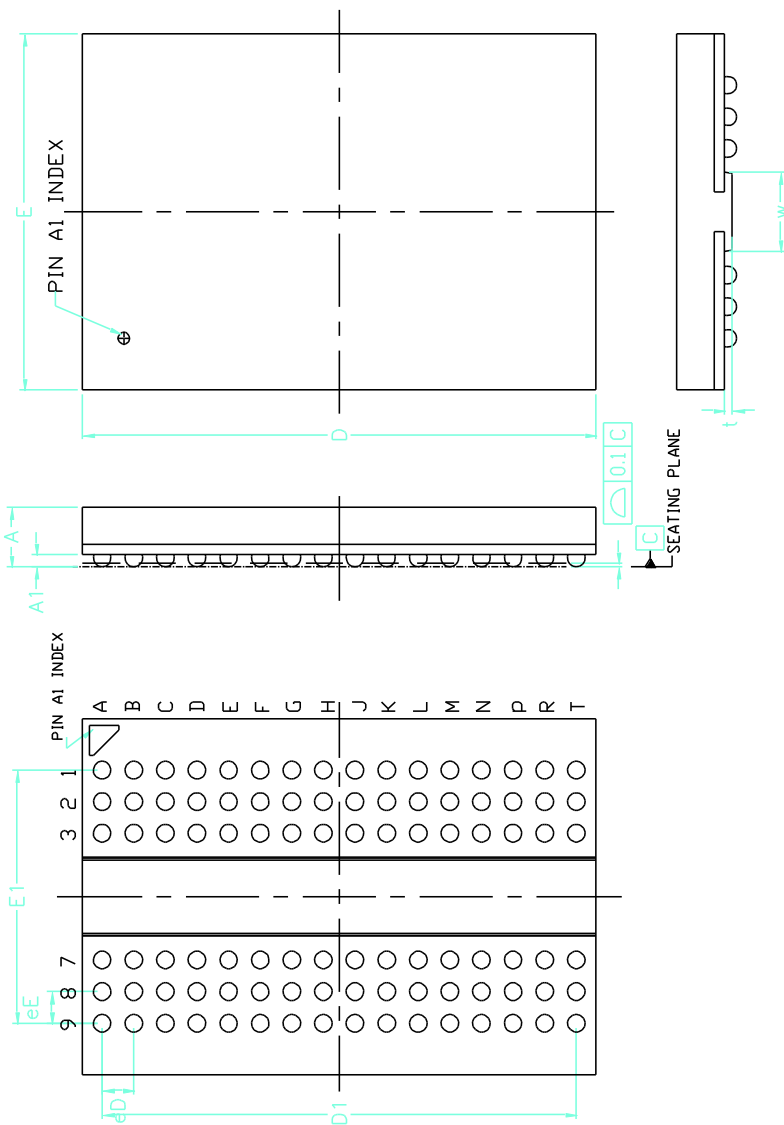 E
PIN A1 INDEX
W
D
t
0.1 C
C
SEATING PLANE
A
A1
PIN A1 INDEX
A B C D E F G H J K L M N P R T
1
2
3
7
8
9
E1
eE
eD1
D1